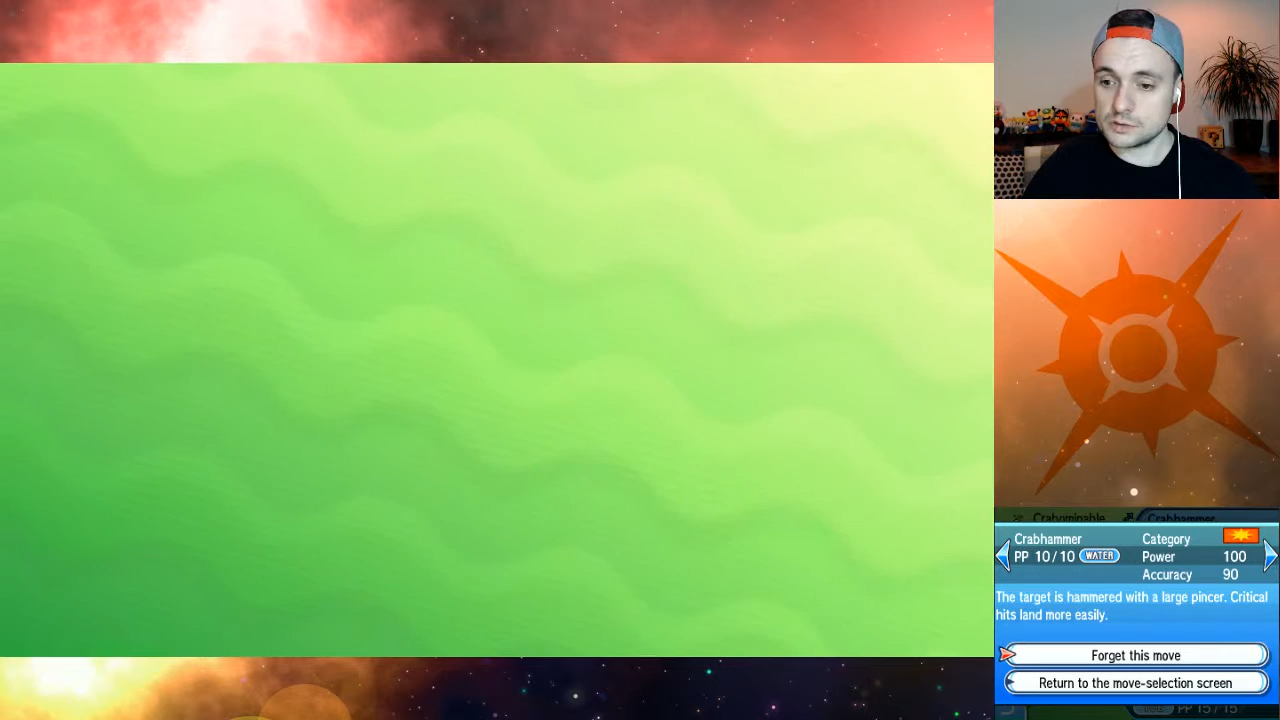 Crabominable Crabhammer
Crabhammer Category
PP 10/10 WATER Power 100
Accuracy 90
The target is hammered with a large pincer. Critical
hits land more easily.
Forget this move
Return to the move-selection screen
PP 15/15